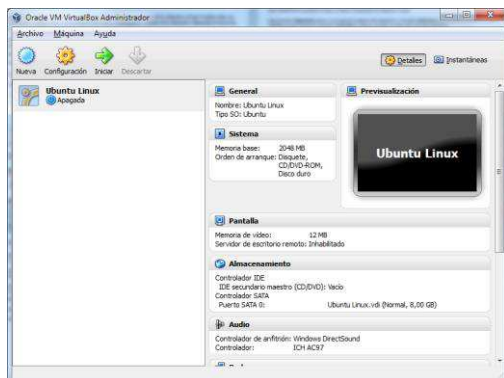 Oracle VM VirtualBox Administrador
Archivo Máquina Ayuda
Nueva Configuración Iniciar Descartar
Detalles Instantáneas
Ubuntu Linux
Apagada
General
Nombre: Ubuntu Linux
Tipo SO: Ubuntu
Sistema
Memoria base: 2048 MB
Orden de arranque: Disquete,
CD/DVD-ROM,
Disco duro
Previsualización
Ubuntu Linux
Pantalla
Memoria de vídeo: 12 MB
Servidor de escritorio remoto: Inhabilitado
Almacenamiento
Controlador IDE
IDE secundario maestro (CD/DVD): Vacío
Controlador SATA
Puerto SATA 0: Ubuntu Linux.vdi (Normal, 8,00 GB)
Audio
Controlador de anfitrión: Windows DirectSound
Controlador: ICH AC97